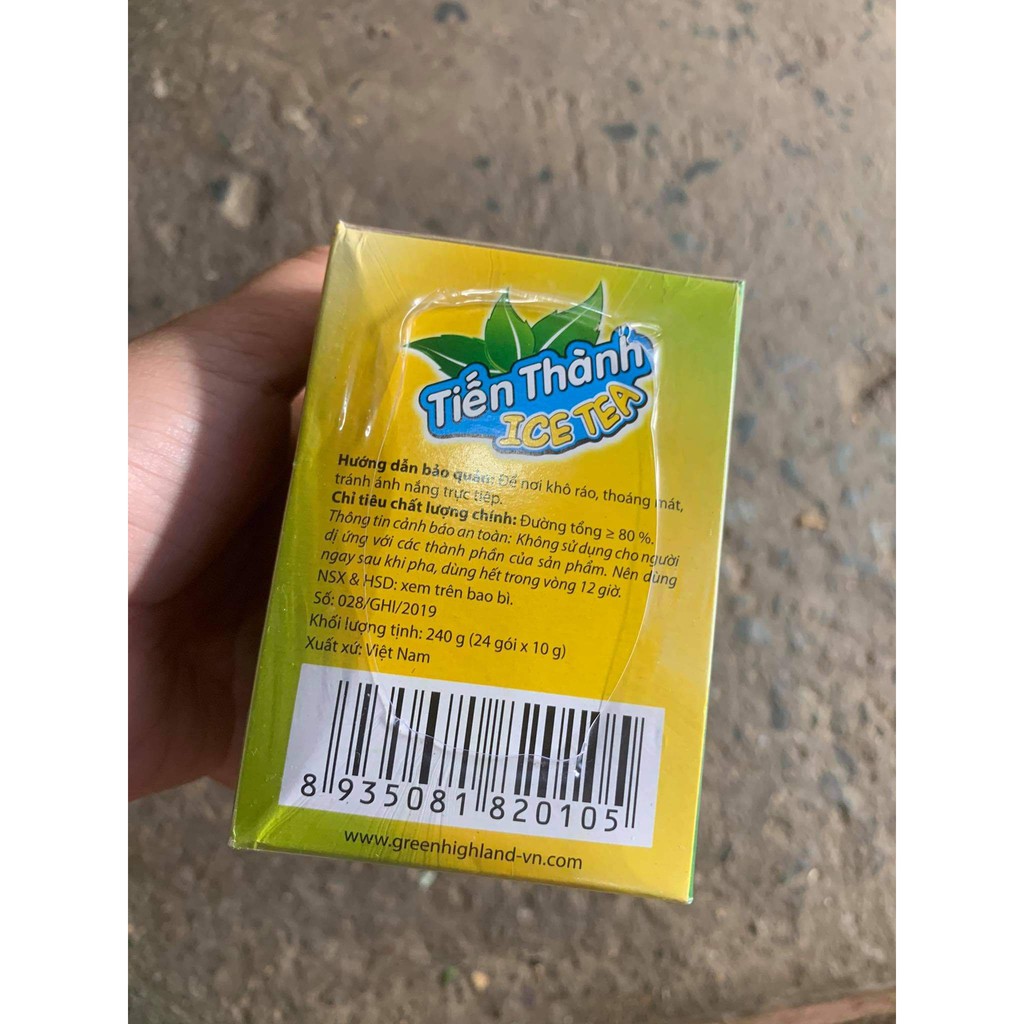 Tiến Thành
ICE TEA
Hướng dẫn bảo quản: Để nơi khô ráo, thoáng mát,
tránh ánh nắng trực tiếp.
Chỉ tiêu chất lượng chính: Đường tổng ≥ 80 %.
Thông tin cảnh báo an toàn: Không sử dụng cho người
dị ứng với các thành phần của sản phẩm. Nên dùng
ngay sau khi pha, dùng hết trong vòng 12 giờ.
NSX & HSD: xem trên bao bì.
Số: 028/GHI/2019
Khối lượng tịnh: 240 g (24 gói x 10 g)
Xuất xứ: Việt Nam
8 935081 820105
www.greenhighland-vn.com